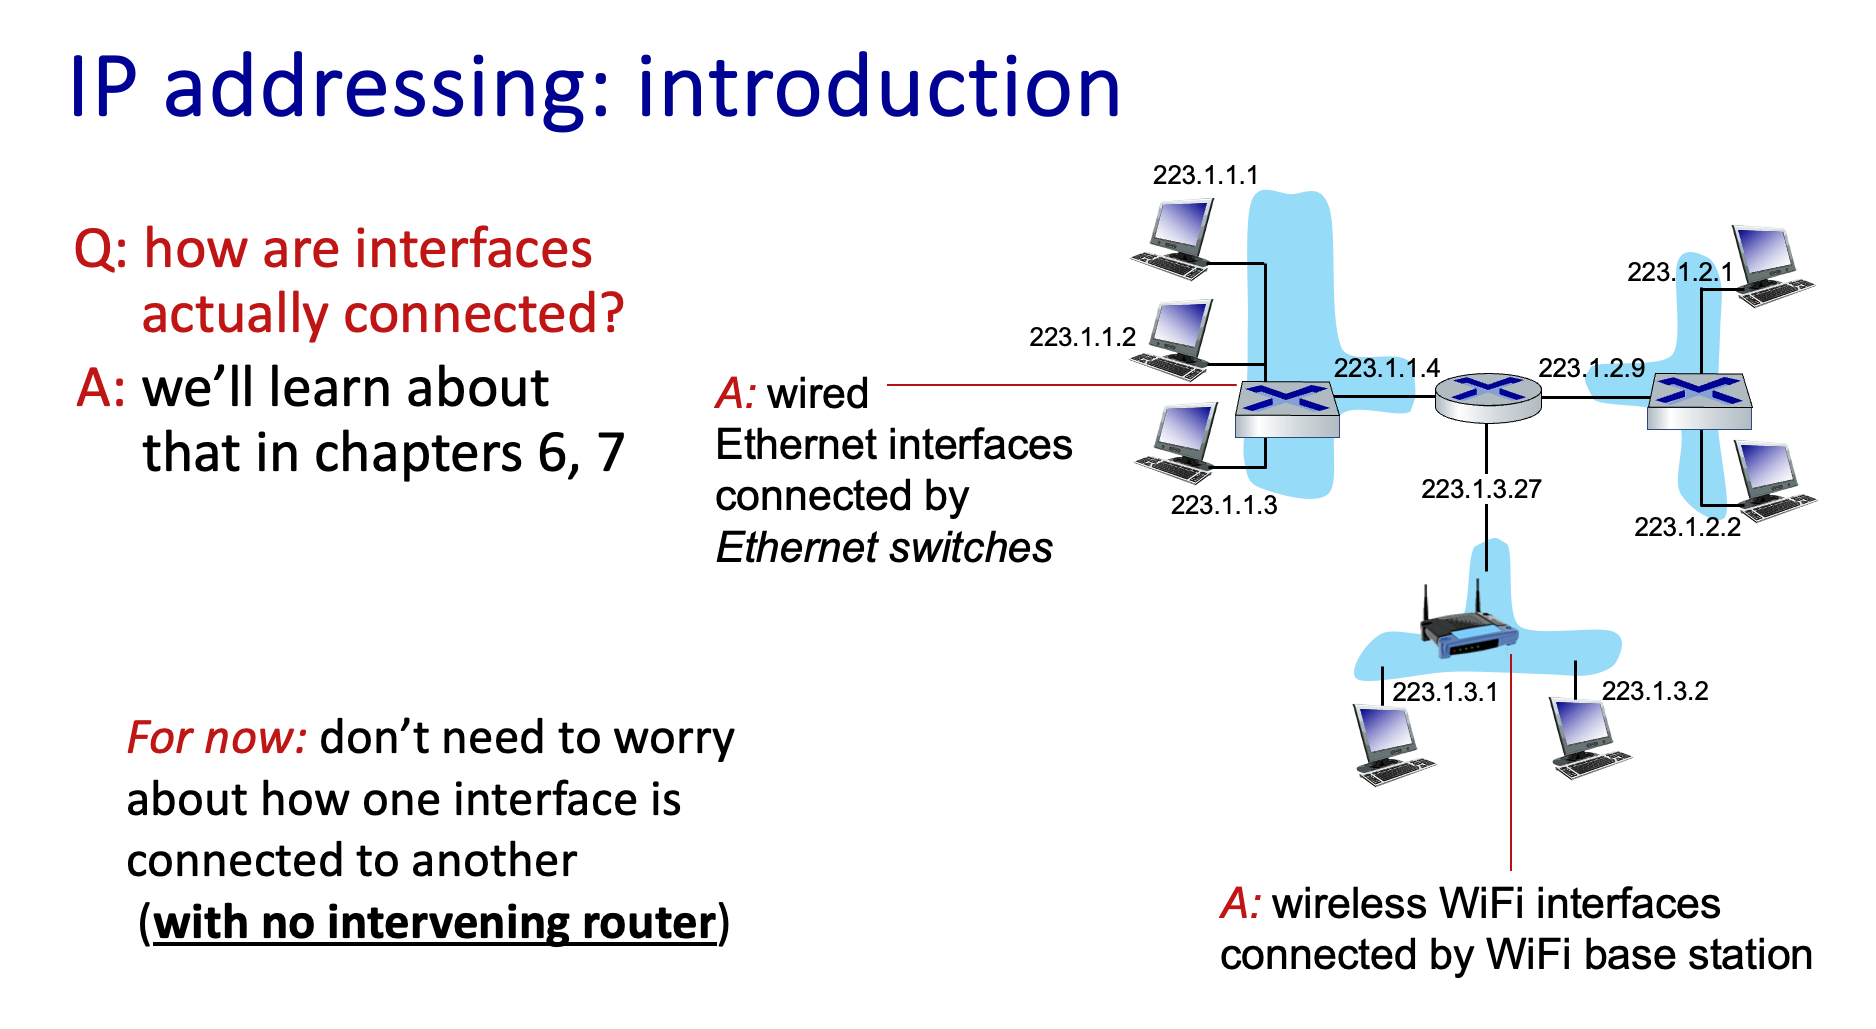 IP addressing: introduction
Q: how are interfaces
actually connected?
A: we’ll learn about
that in chapters 6, 7
223.1.1.1
223.1.1.2
223.1.1.3
223.1.1.4
223.1.2.9
223.1.2.1
223.1.2.2
223.1.3.27
223.1.3.1
223.1.3.2
A: wired
Ethernet interfaces
connected by
Ethernet switches
For now: don’t need to worry
about how one interface is
connected to another
(with no intervening router)
A: wireless WiFi interfaces
connected by WiFi base station